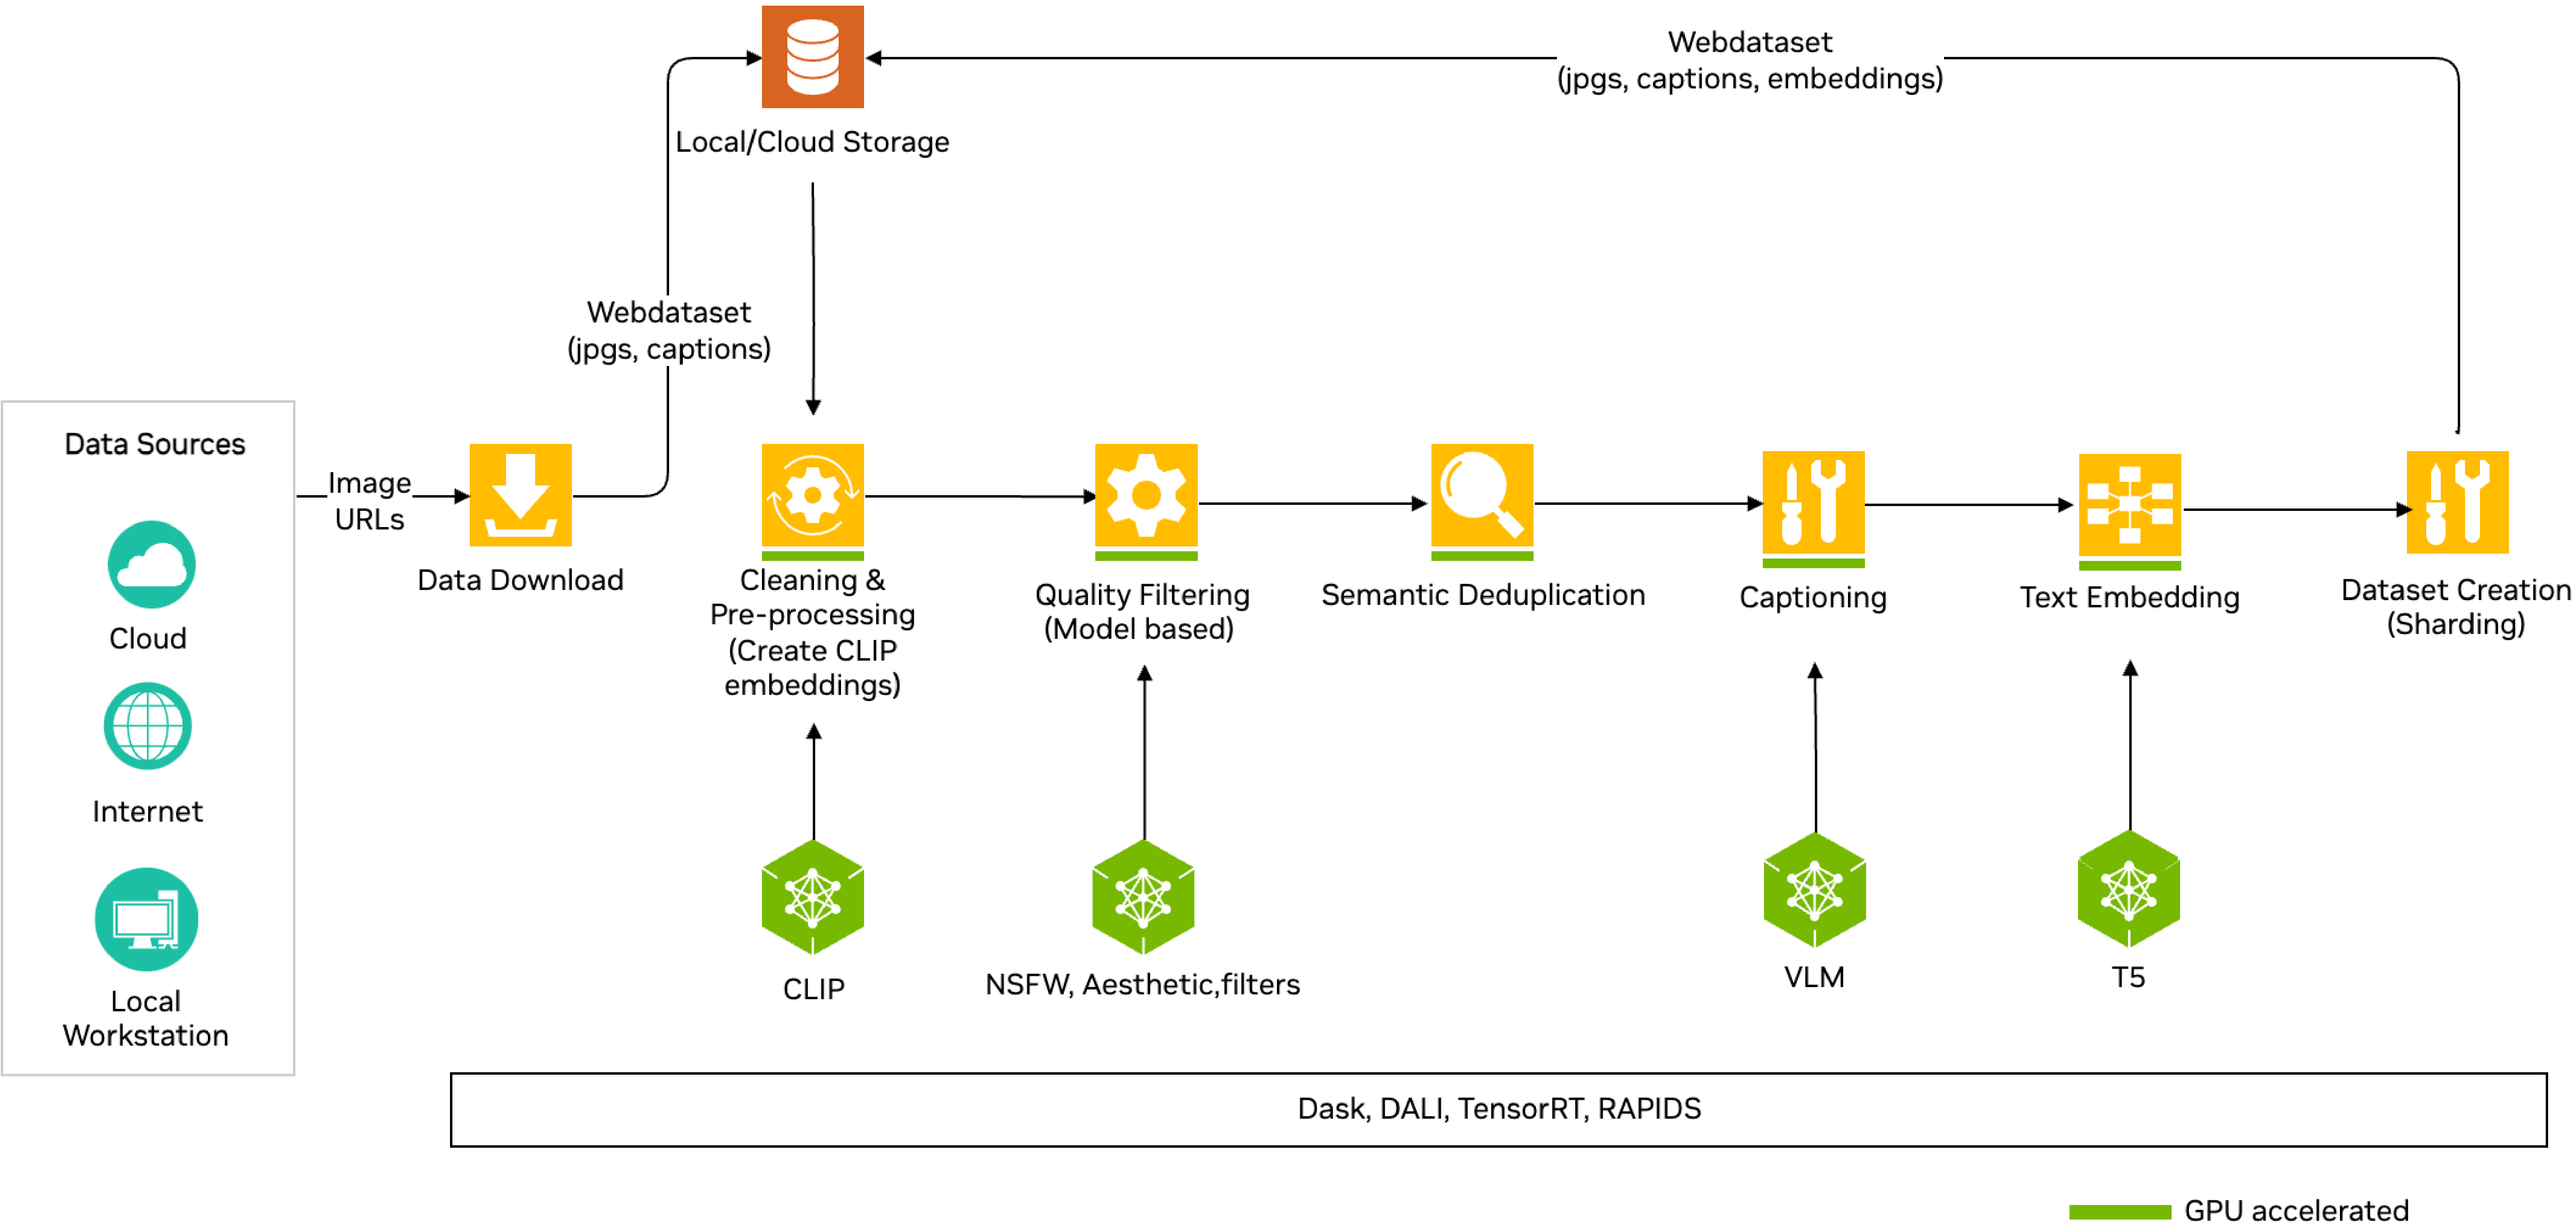 Webdataset
(jpgs, captions, embeddings)
Local/Cloud Storage
Webdataset
(jpgs, captions)
Data Sources
Cloud
Internet
Local
Workstation
Image
URLs
Data Download
Cleaning &
Pre-processing
(Create CLIP
embeddings)
Quality Filtering
(Model based)
Semantic Deduplication
Captioning
Text Embedding
Dataset Creation
(Sharding)
CLIP
NSFW, Aesthetic,filters
VLM
T5
Dask, DALI, TensorRT, RAPIDS
GPU accelerated